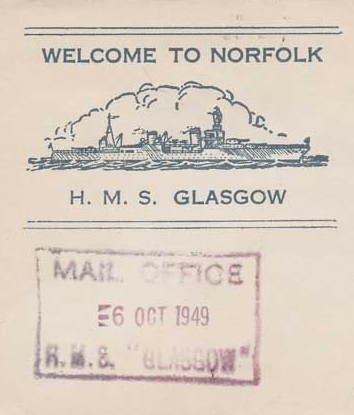 WELCOME TO NORFOLK
H. M. S. GLASGOW
MAIL OFFICE
6 OCT 1949
H.M.S. "GLASGOW"